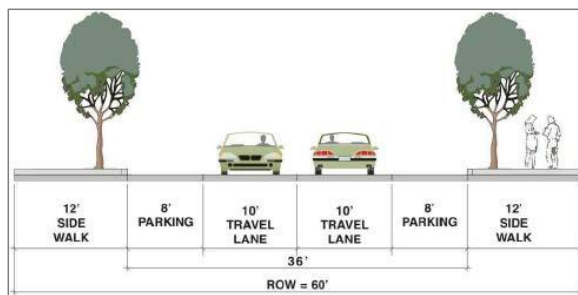 12'
SIDE
WALK
8'
PARKING
10'
TRAVEL
LANE
10'
TRAVEL
LANE
8'
PARKING
12'
SIDE
WALK
36'
ROW = 60'